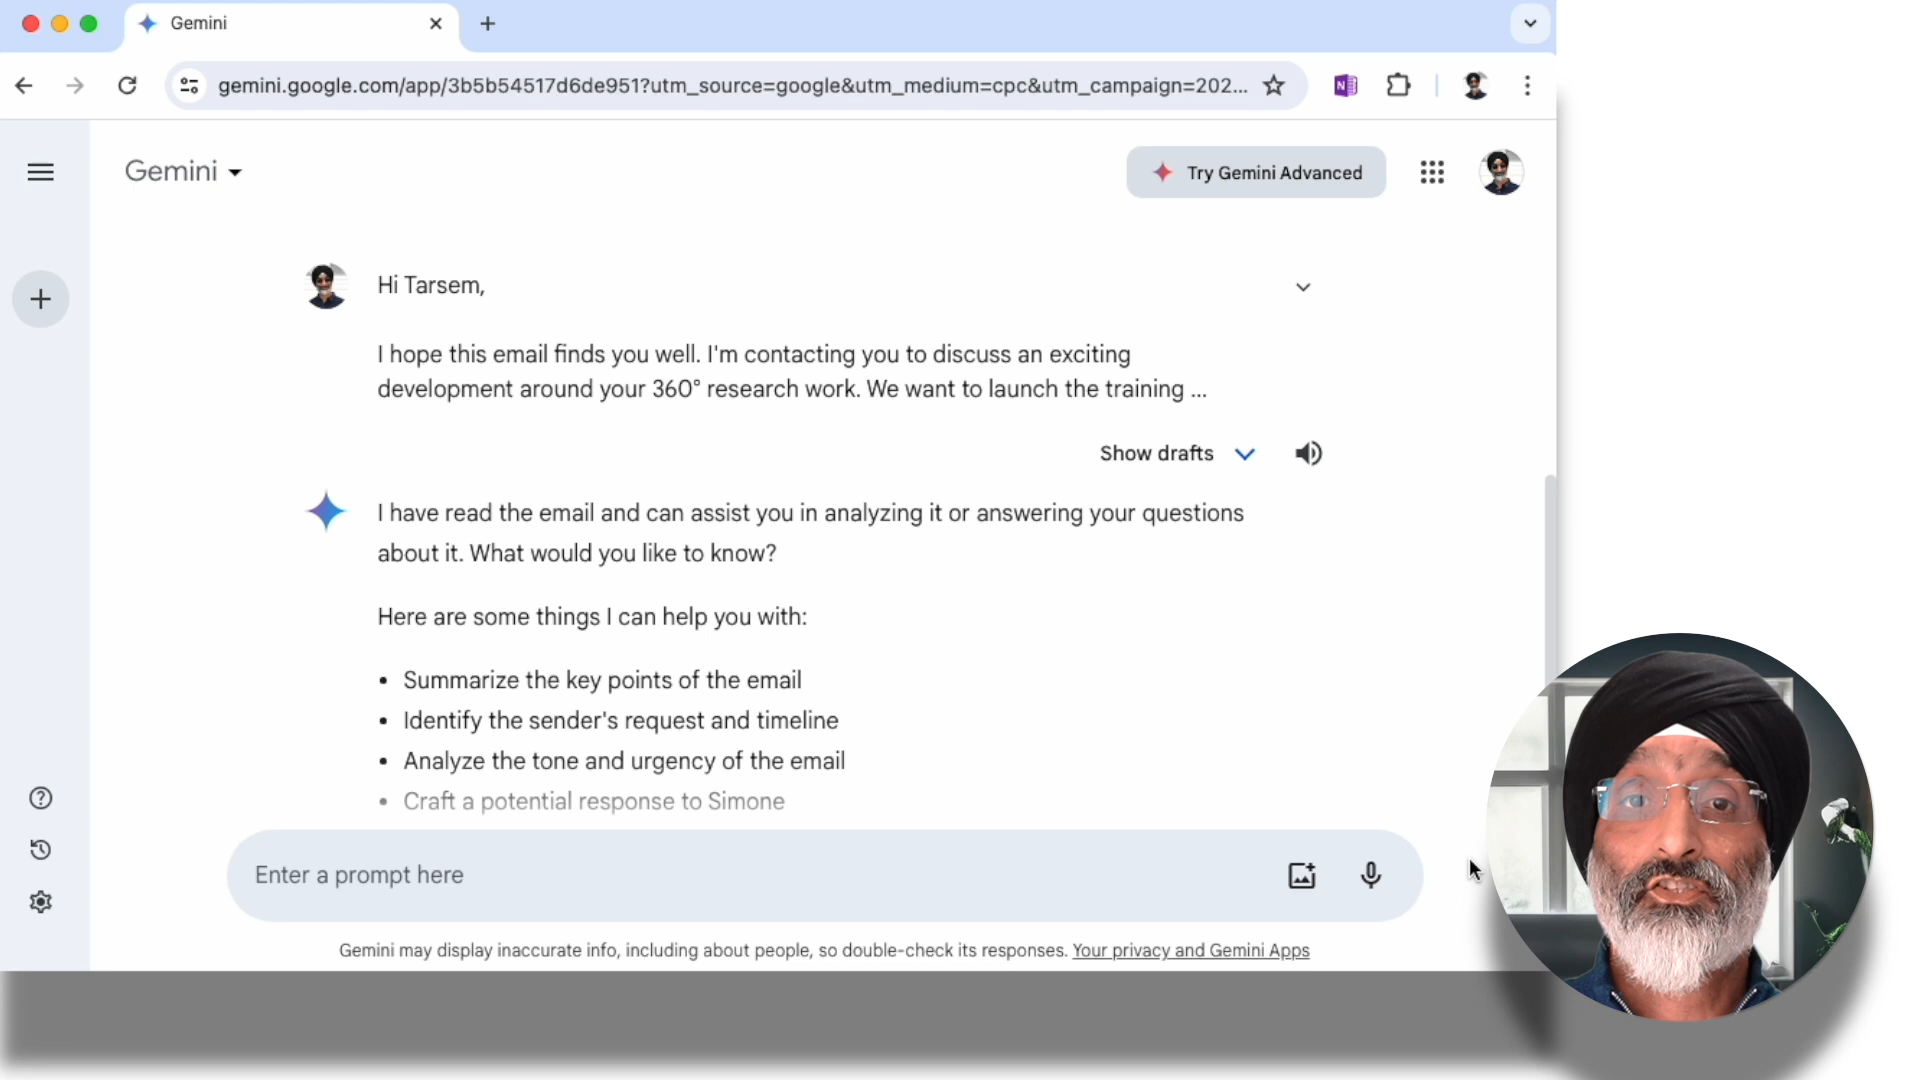 Gemini
gemini.google.com/app/3b5b54517d6de951?utm_source=google&utm_medium=cpc&utm_campaign=202...
N
Gemini
Try Gemini Advanced
Hi Tarsem,
I hope this email finds you well. I'm contacting you to discuss an exciting
development around your 360° research work. We want to launch the training ...
Show drafts
I have read the email and can assist you in analyzing it or answering your questions
about it. What would you like to know?
Here are some things I can help you with:
• Summarize the key points of the email
• Identify the sender's request and timeline
• Analyze the tone and urgency of the email
• Craft a potential response to Simone
Enter a prompt here
Gemini may display inaccurate info, including about people, so double-check its responses. Your privacy and Gemini Apps